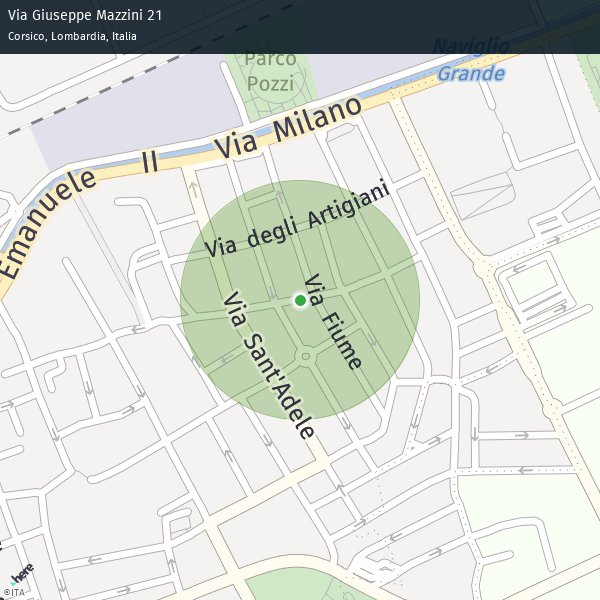 Via Giuseppe Mazzini 21
Corsico, Lombardia, Italia
Parco
Pozzi
Naviglio
Grande
Via Milano
Emanuele II
Via degli Artigiani
Via Fiume
Via Sant'Adele
here
©ITA